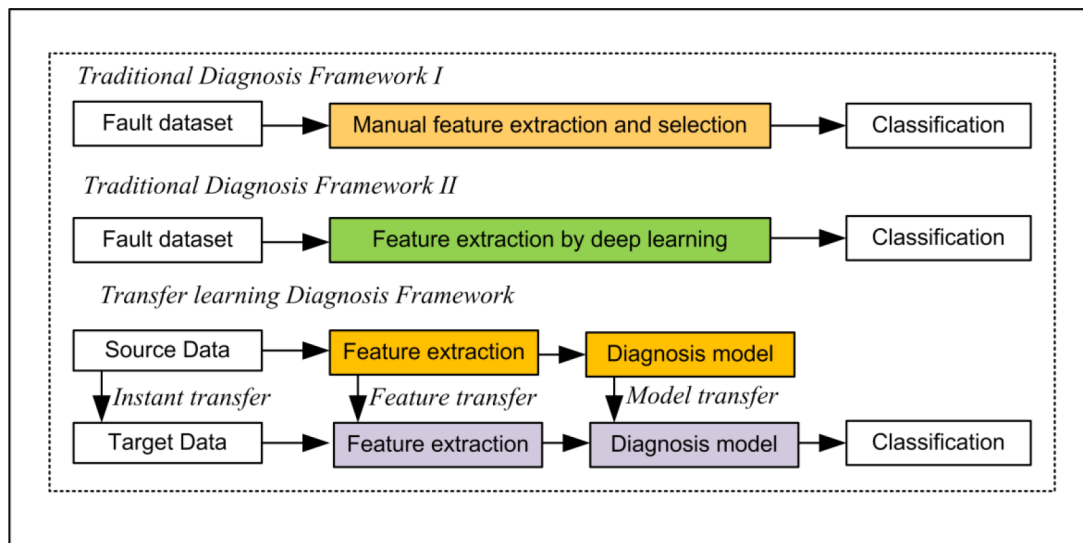 Traditional Diagnosis Framework I
Fault dataset
Manual feature extraction and selection
Classification
Traditional Diagnosis Framework II
Fault dataset
Feature extraction by deep learning
Classification
Transfer learning Diagnosis Framework
Source Data
Feature extraction
Diagnosis model
Instant transfer
Feature transfer
Model transfer
Target Data
Feature extraction
Diagnosis model
Classification